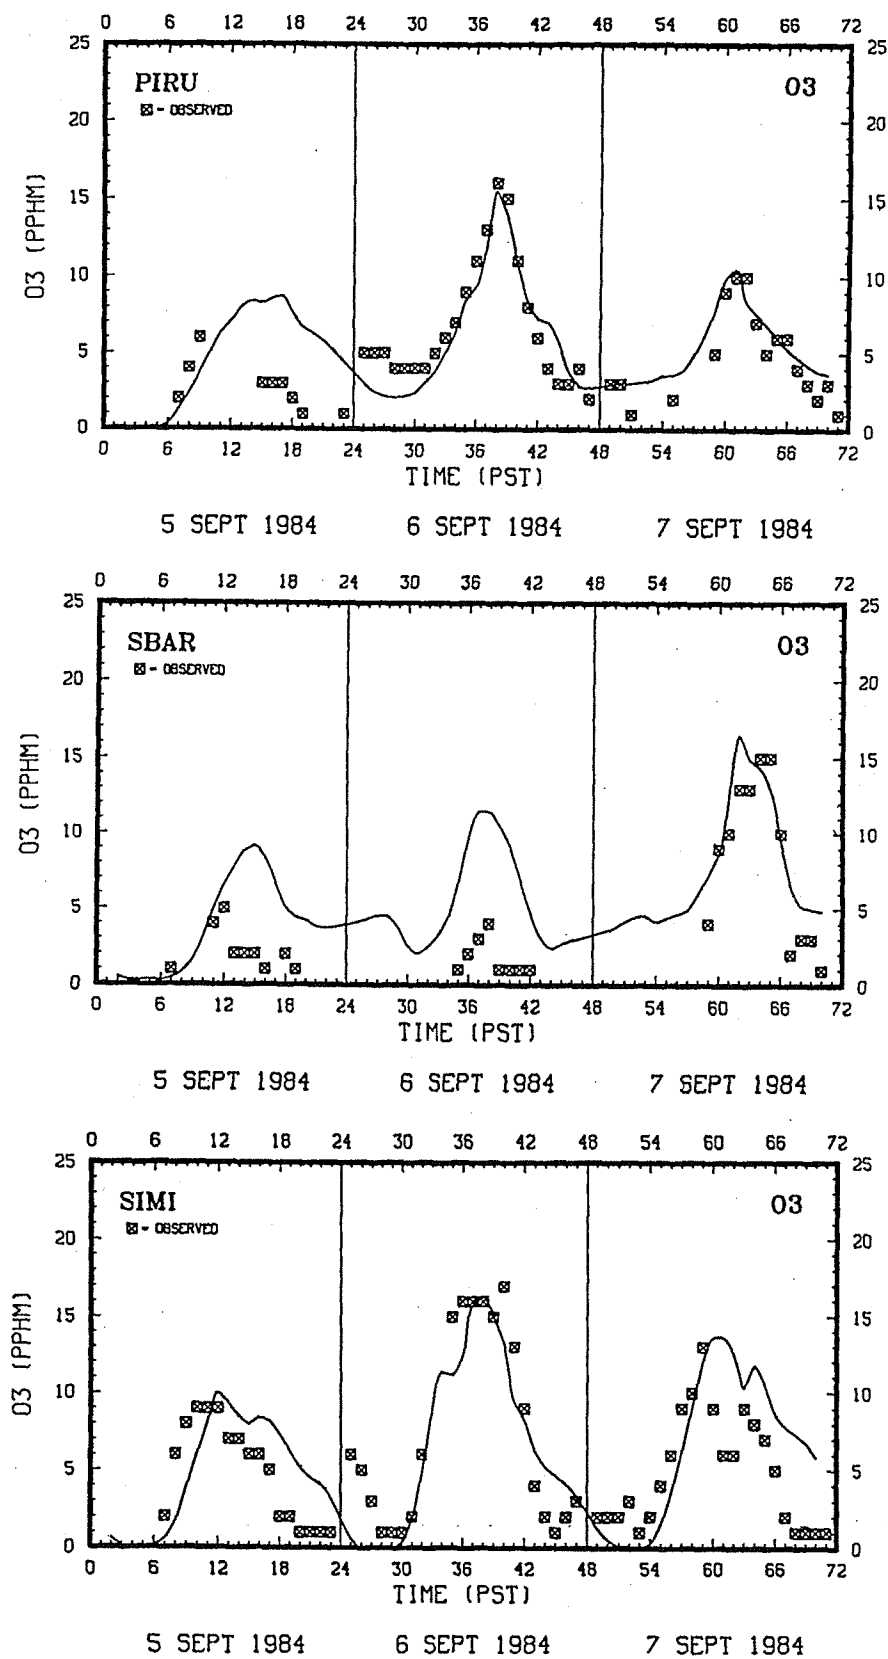 0 6 12 18 24 30 36 42 48 54 60 66 72
25 25
PIRU O3
⊠ - OBSERVED
20 20
15 15
O3 (PPHM)
10 10
5 5
0 0
0 6 12 18 24 30 36 42 48 54 60 66 72
TIME (PST)
5 SEPT 1984 6 SEPT 1984 7 SEPT 1984
0 6 12 18 24 30 36 42 48 54 60 66 72
25 25
SBAR O3
⊠ - OBSERVED
20 20
15 15
O3 (PPHM)
10 10
5 5
0 0
0 6 12 18 24 30 36 42 48 54 60 66 72
TIME (PST)
5 SEPT 1984 6 SEPT 1984 7 SEPT 1984
0 6 12 18 24 30 36 42 48 54 60 66 72
25 25
SIMI O3
⊠ - OBSERVED
20 20
15 15
O3 (PPHM)
10 10
5 5
0 0
0 6 12 18 24 30 36 42 48 54 60 66 72
TIME (PST)
5 SEPT 1984 6 SEPT 1984 7 SEPT 1984